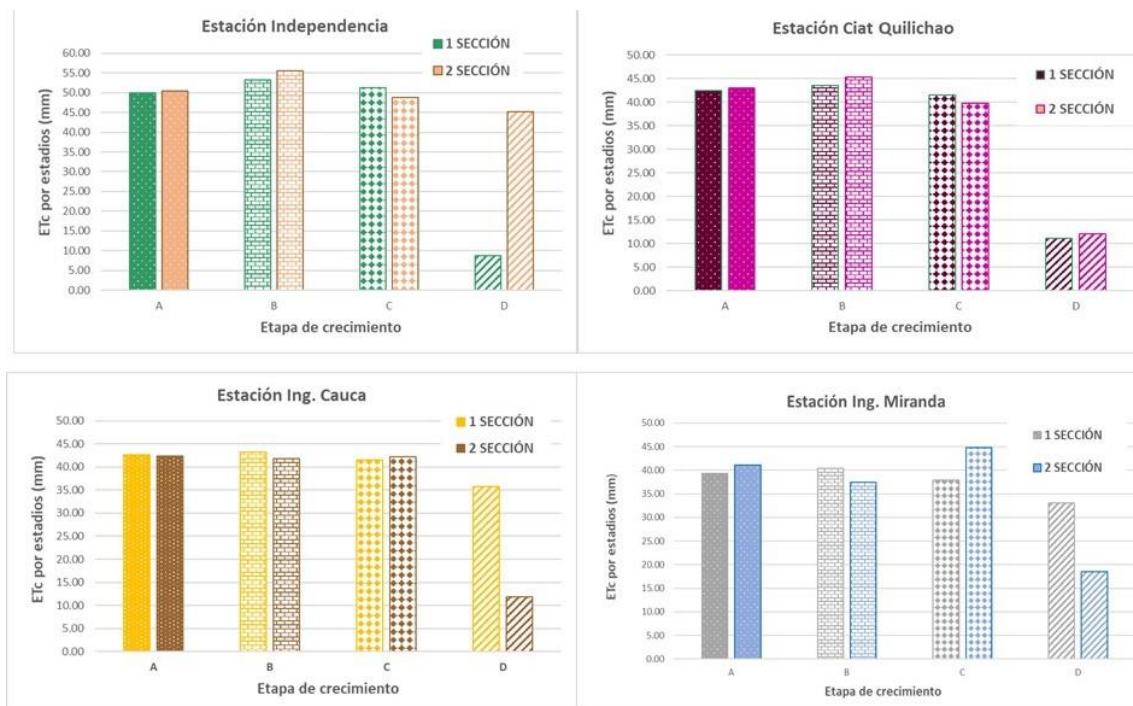 Estación Independencia
1 SECCIÓN
2 SECCIÓN
60.00
55.00
50.00
45.00
40.00
35.00
30.00
25.00
20.00
15.00
10.00
5.00
0.00
ETc por estadios (mm)
A B C D
Etapa de crecimiento
Estación Ciat Quilichao
1 SECCIÓN
2 SECCIÓN
50.00
45.00
40.00
35.00
30.00
25.00
20.00
15.00
10.00
5.00
0.00
ETc por estadios (mm)
A B C D
Etapa de crecimiento
Estación Ing. Cauca
1 SECCIÓN
2 SECCIÓN
50.00
45.00
40.00
35.00
30.00
25.00
20.00
15.00
10.00
5.00
0.00
ETc por estadios (mm)
A B C D
Etapa de crecimiento
Estación Ing. Miranda
1 SECCIÓN
2 SECCIÓN
50.00
45.00
40.00
35.00
30.00
25.00
20.00
15.00
10.00
5.00
0.00
ETc por estadios (mm)
A B C D
Etapa de crecimiento